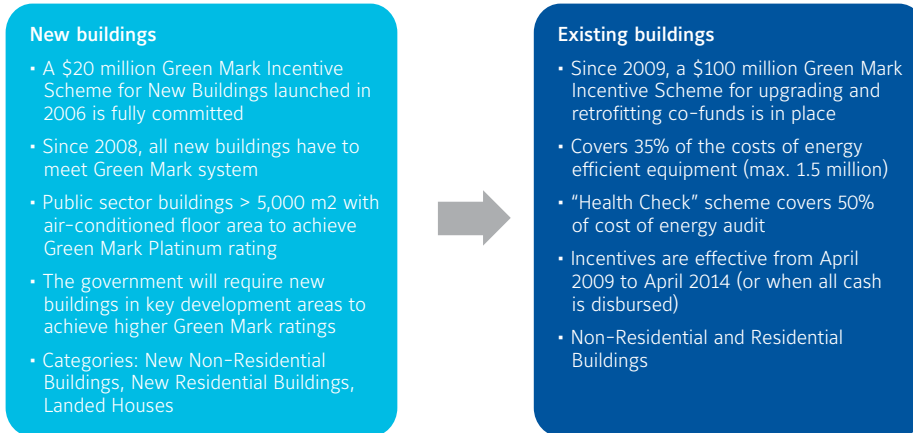 New buildings
• A $20 million Green Mark Incentive
Scheme for New Buildings launched in
2006 is fully committed
• Since 2008, all new buildings have to
meet Green Mark system
• Public sector buildings > 5,000 m2 with
air-conditioned floor area to achieve
Green Mark Platinum rating
• The government will require new
buildings in key development areas to
achieve higher Green Mark ratings
• Categories: New Non-Residential
Buildings, New Residential Buildings,
Landed Houses
Existing buildings
• Since 2009, a $100 million Green Mark
Incentive Scheme for upgrading and
retrofitting co-funds is in place
• Covers 35% of the costs of energy
efficient equipment (max. 1.5 million)
• "Health Check" scheme covers 50%
of cost of energy audit
• Incentives are effective from April
2009 to April 2014 (or when all cash
is disbursed)
• Non-Residential and Residential
Buildings